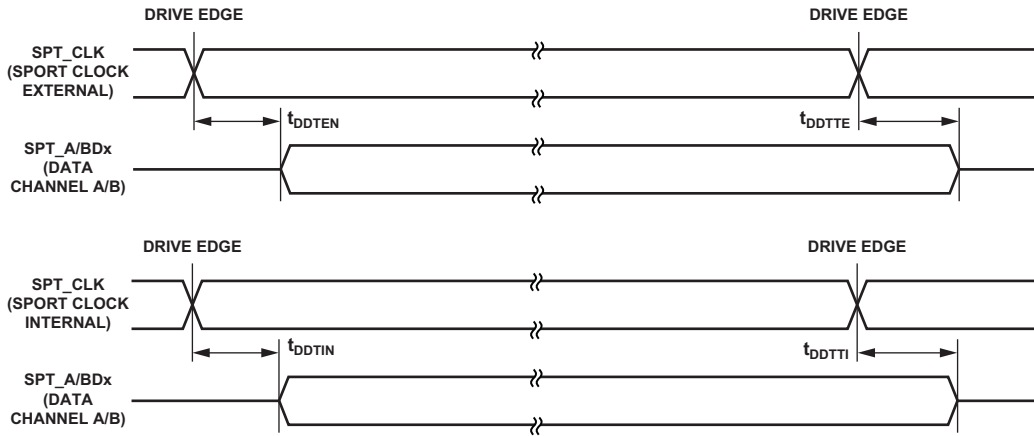 DRIVE EDGE
DRIVE EDGE
SPT_CLK
(SPORT CLOCK
EXTERNAL)
tDDTEN
tDDTTE
SPT_A/BDx
(DATA
CHANNEL A/B)
DRIVE EDGE
DRIVE EDGE
SPT_CLK
(SPORT CLOCK
INTERNAL)
tDDTIN
tDDTTI
SPT_A/BDx
(DATA
CHANNEL A/B)